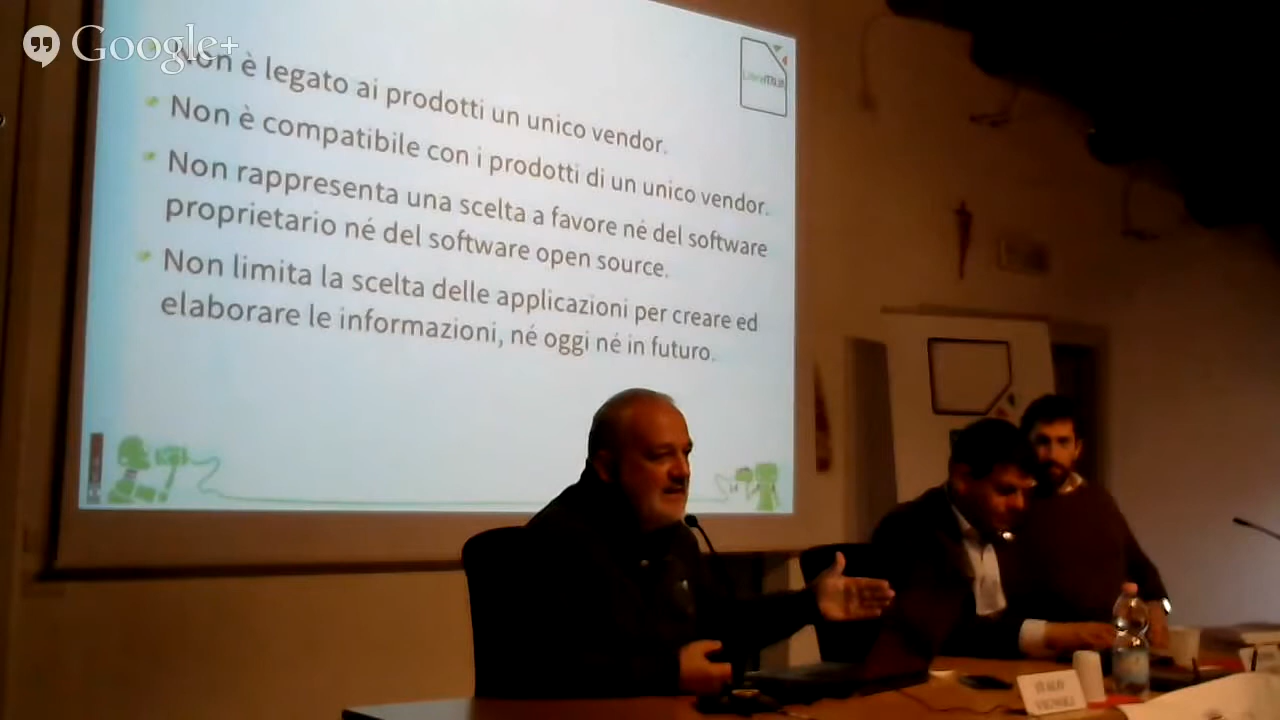 Google+
Non è legato ai prodotti un unico vendor.
Non è compatibile con i prodotti di un unico vendor.
Non rappresenta una scelta a favore né del software
proprietario né del software open source.
Non limita la scelta delle applicazioni per creare ed
elaborare le informazioni, né oggi né in futuro.
ITALO
VIGNOLI